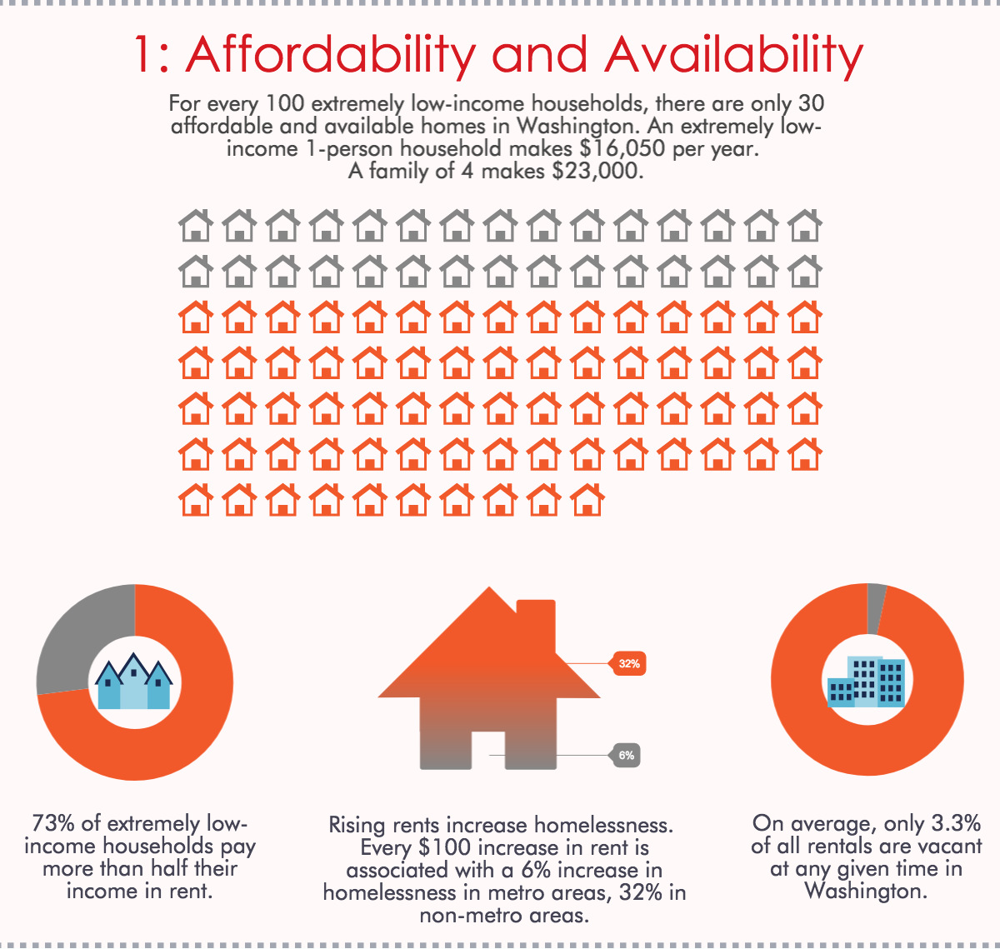 1: Affordability and Availability
For every 100 extremely low-income households, there are only 30
affordable and available homes in Washington. An extremely low-
income 1-person household makes $16,050 per year.
A family of 4 makes $23,000.
32%
6%
73% of extremely low-
income households pay
more than half their
income in rent.
Rising rents increase homelessness.
Every $100 increase in rent is
associated with a 6% increase in
homelessness in metro areas, 32% in
non-metro areas.
On average, only 3.3%
of all rentals are vacant
at any given time in
Washington.